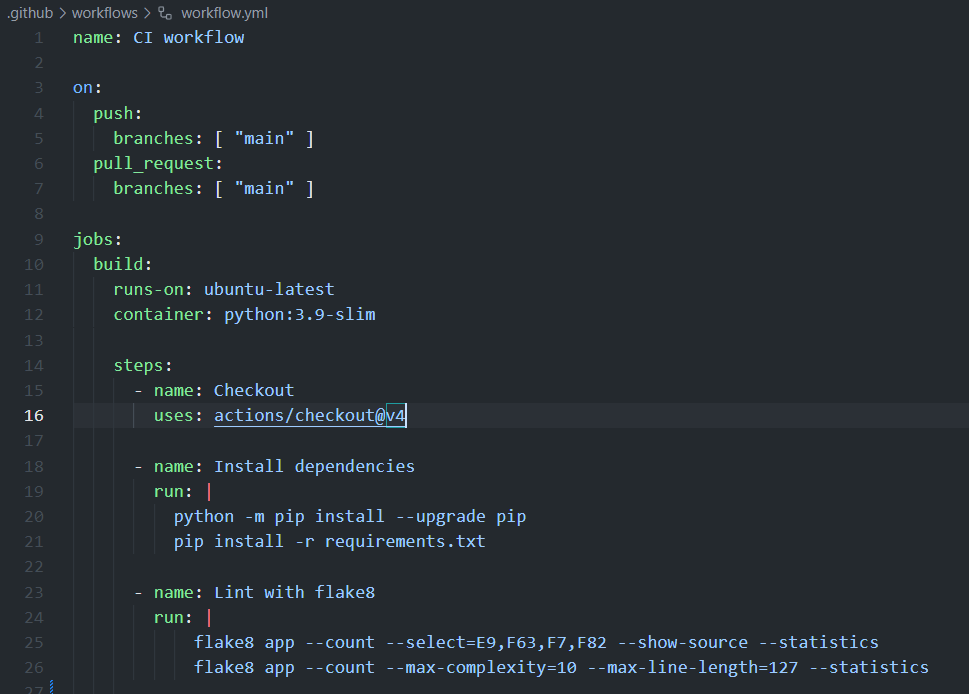 .github > workflows > workflow.yml
1 name: CI workflow
2
3 on:
4   push:
5     branches: [ "main" ]
6   pull_request:
7     branches: [ "main" ]
8
9 jobs:
10   build:
11     runs-on: ubuntu-latest
12     container: python:3.9-slim
13
14     steps:
15       - name: Checkout
16         uses: actions/checkout@v4
17
18       - name: Install dependencies
19         run: |
20           python -m pip install --upgrade pip
21           pip install -r requirements.txt
22
23       - name: Lint with flake8
24         run: |
25             flake8 app --count --select=E9,F63,F7,F82 --show-source --statistics
26             flake8 app --count --max-complexity=10 --max-line-length=127 --statistics
27